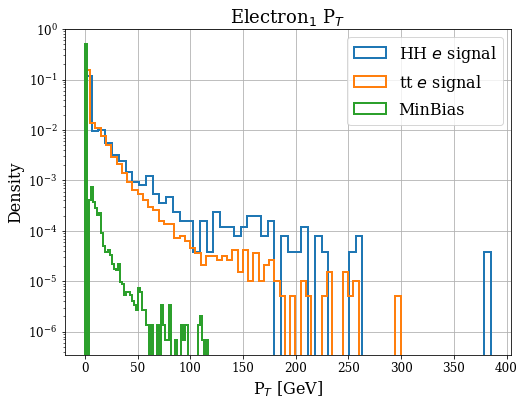 Electron₁ P_T
HH e signal
tt e signal
MinBias
Density
10⁰
10⁻¹
10⁻²
10⁻³
10⁻⁴
10⁻⁵
10⁻⁶
0 50 100 150 200 250 300 350 400
P_T [GeV]